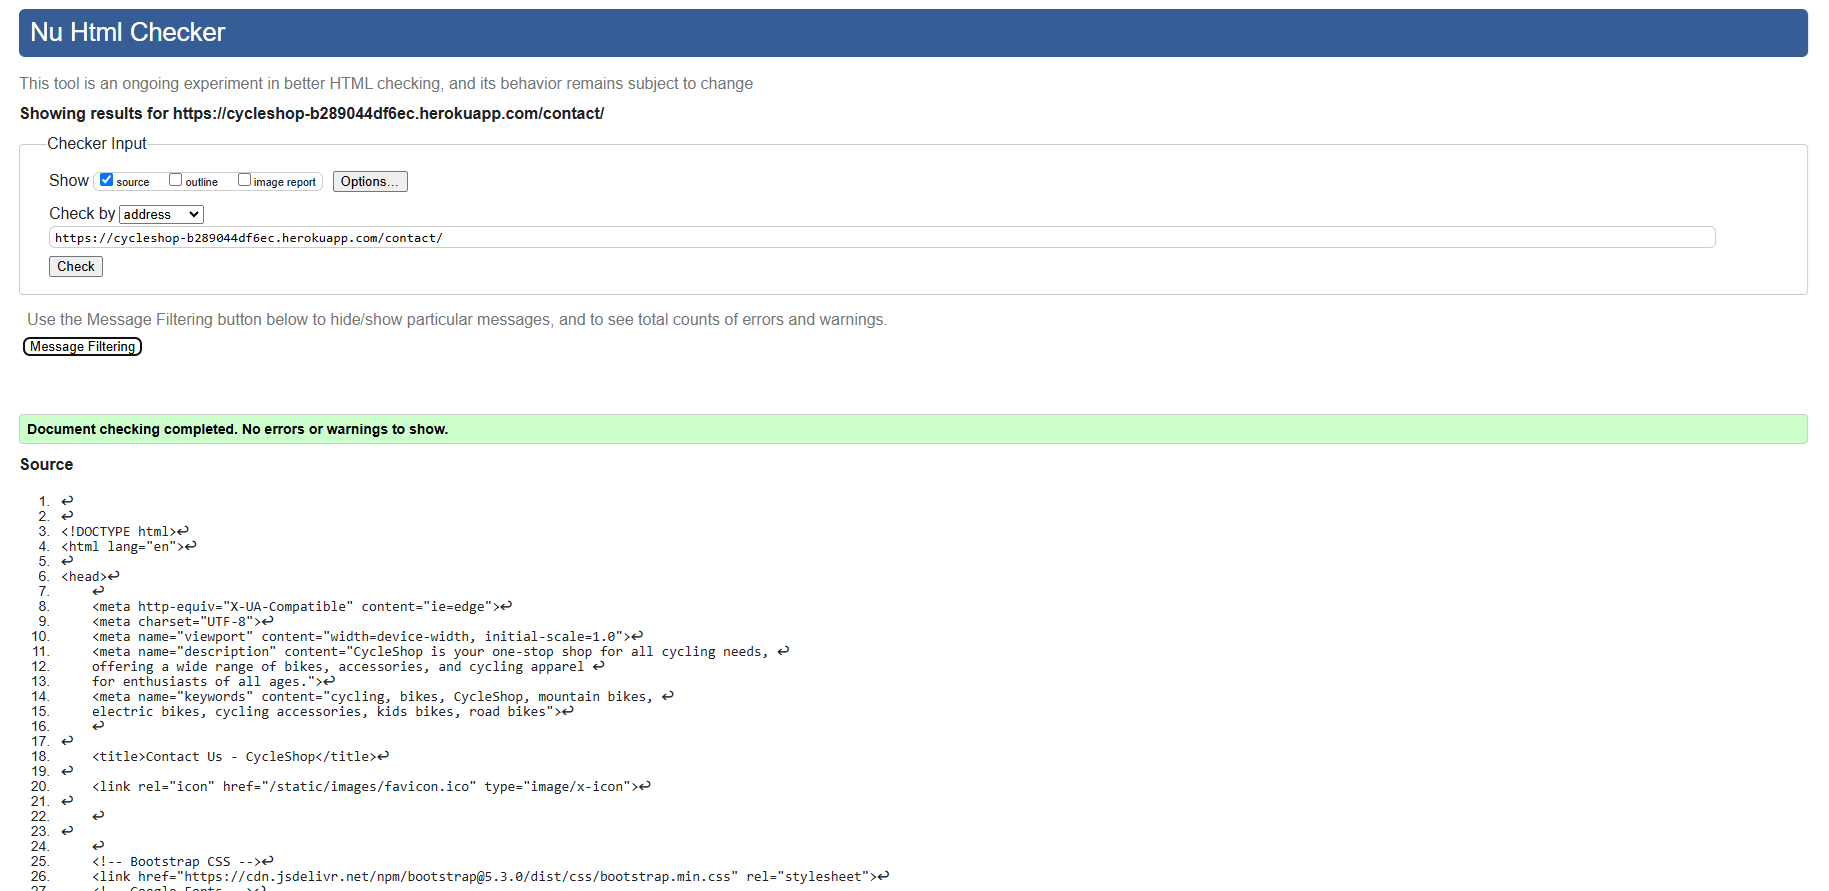 Nu Html Checker
This tool is an ongoing experiment in better HTML checking, and its behavior remains subject to change
Showing results for https://cycleshop-b289044df6ec.herokuapp.com/contact/
Checker Input
Show source outline image report Options...
Check by address
https://cycleshop-b289044df6ec.herokuapp.com/contact/
Check
Use the Message Filtering button below to hide/show particular messages, and to see total counts of errors and warnings.
Message Filtering
Document checking completed. No errors or warnings to show.
Source
1. ↩
2. ↩
3. <!DOCTYPE html>↩
4. <html lang="en">↩
5. ↩
6. <head>↩
7. ↩
8. <meta http-equiv="X-UA-Compatible" content="ie=edge">↩
9. <meta charset="UTF-8">↩
10. <meta name="viewport" content="width=device-width, initial-scale=1.0">↩
11. <meta name="description" content="CycleShop is your one-stop shop for all cycling needs, ↩
12. offering a wide range of bikes, accessories, and cycling apparel ↩
13. for enthusiasts of all ages.">↩
14. <meta name="keywords" content="cycling, bikes, CycleShop, mountain bikes, ↩
15. electric bikes, cycling accessories, kids bikes, road bikes">↩
16. ↩
17. ↩
18. <title>Contact Us - CycleShop</title>↩
19. ↩
20. <link rel="icon" href="/static/images/favicon.ico" type="image/x-icon">↩
21. ↩
22. ↩
23. ↩
24. ↩
25. <!-- Bootstrap CSS -->↩
26. <link href="https://cdn.jsdelivr.net/npm/bootstrap@5.3.0/dist/css/bootstrap.min.css" rel="stylesheet">↩
27. <!-- Google Fonts -->↩